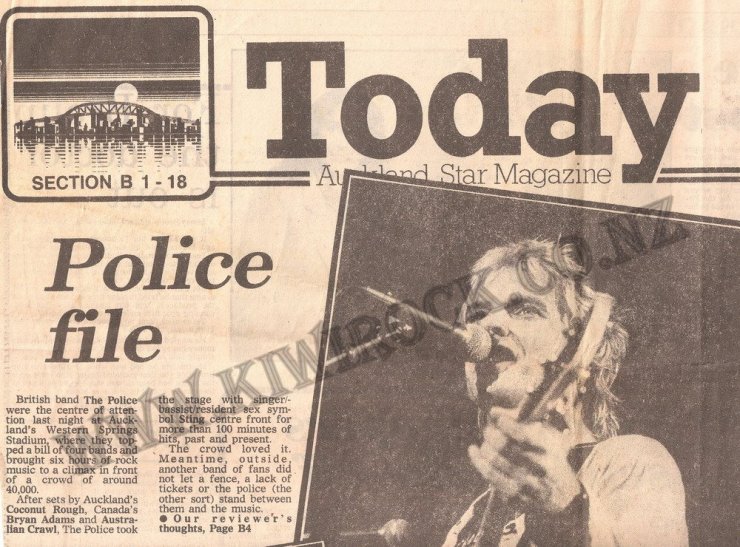 Today
SECTION B 1 - 18
Auckland Star Magazine
Police
file
British band The Police
were the centre of atten-
tion last night at Auck-
land's Western Springs
Stadium, where they top-
ped a bill of four bands and
brought six hours of rock
music to a climax in front
of a crowd of around
40,000.
After sets by Auckland's
Coconut Rough, Canada's
Bryan Adams and Austra-
lian Crawl, The Police took
the stage with singer/-
bassist/resident sex sym-
bol Sting centre front for
more than 100 minutes of
hits, past and present.
The crowd loved it.
Meantime, outside,
another band of fans did
not let a fence, a lack of
tickets or the police (the
other sort) stand between
them and the music.
● Our reviewer's
thoughts, Page B4
WWW.KIWIROCK.CO.NZ